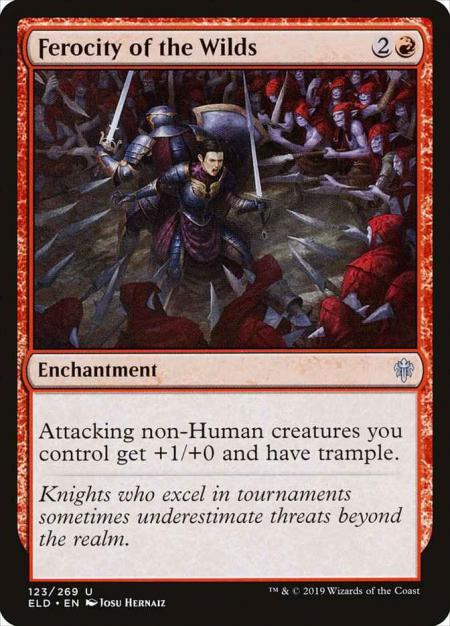 Ferocity of the Wilds 2
Enchantment
Attacking non-Human creatures you
control get +1/+0 and have trample.
Knights who excel in tournaments
sometimes underestimate threats beyond
the realm.
123/269 U
ELD • EN Josu Hernaiz
™ & © 2019 Wizards of the Coast